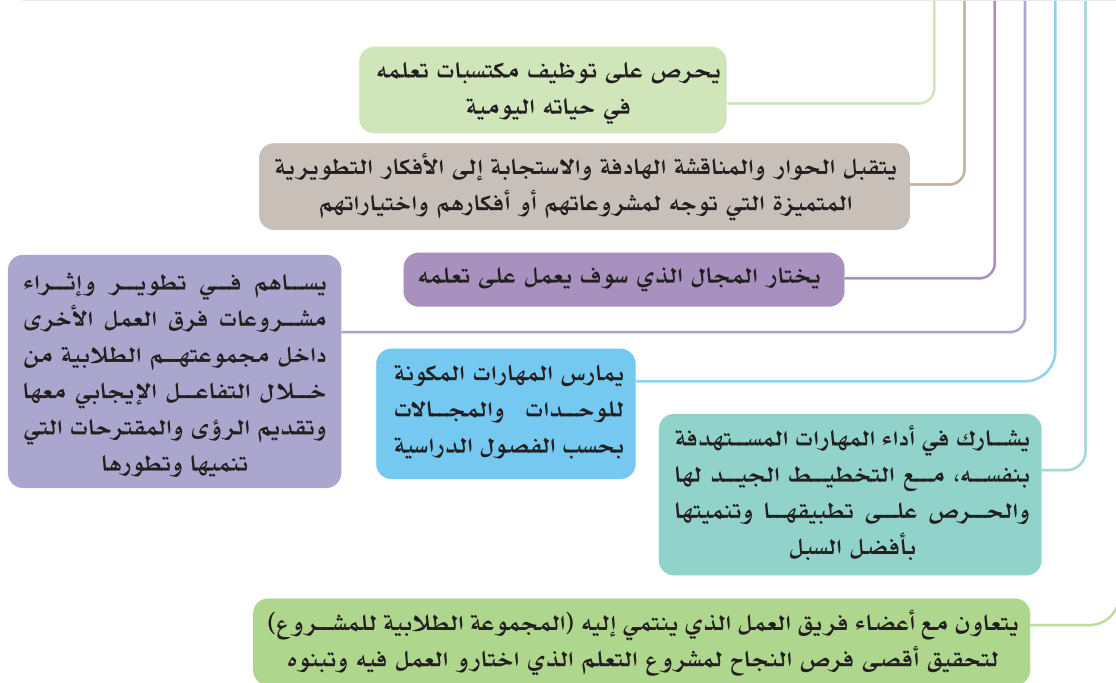 يحرص على توظيف مكتسبات تعلمه
في حياته اليومية
يتقبل الحوار والمناقشة الهادفة والاستجابة إلى الأفكار التطويرية
المتميزة التي توجه لمشروعاتهم أو أفكارهم واختياراتهم
يختار المجال الذي سوف يعمل على تعلمه
يساهم في تطوير وإثراء
مشروعات فرق العمل الأخرى
داخل مجموعتهم الطلابية من
خلال التفاعل الإيجابي معها
وتقديم الرؤى والمقترحات التي
تنميها وتطورها
يمارس المهارات المكونة
للوحدات والمجالات
بحسب الفصول الدراسية
يشارك في أداء المهارات المستهدفة
بنفسه، مع التخطيط الجيد لها
والحرص على تطبيقها وتنميتها
بأفضل السبل
يتعاون مع أعضاء فريق العمل الذي ينتمي إليه (المجموعة الطلابية للمشروع)
لتحقيق أقصى فرص النجاح لمشروع التعلم الذي اختارو العمل فيه وتبنوه